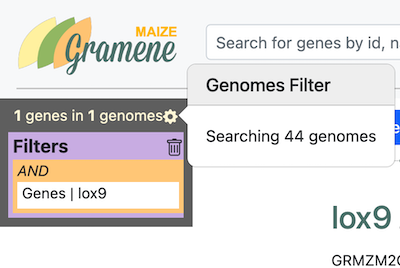 MAIZE
Gramene
Search for genes by id, n
Genomes Filter
1 genes in 1 genomes
Searching 44 genomes
Filters
AND
Genes | lox9
lox9
GRMZM2G